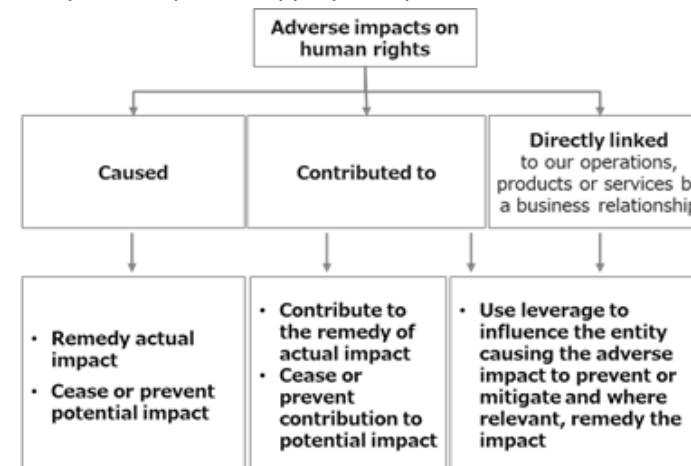 Adverse impacts on
human rights
Caused
Contributed to
Directly linked
to our operations,
products or services
a business relationship
• Remedy actual
impact
• Cease or prevent
potential impact
• Contribute to
the remedy of
actual impact
• Cease or
prevent
contribution to
potential impact
• Use leverage to
influence the entity
causing the adverse
impact to prevent or
mitigate and where
relevant, remedy the
impact